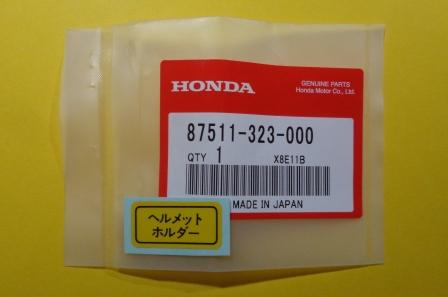 HONDA
GENUINE PARTS
Honda Motor Co., Ltd.
87511-323-000
QTY 1 X8E11B
MADE IN JAPAN
ヘルメット
ホルダー